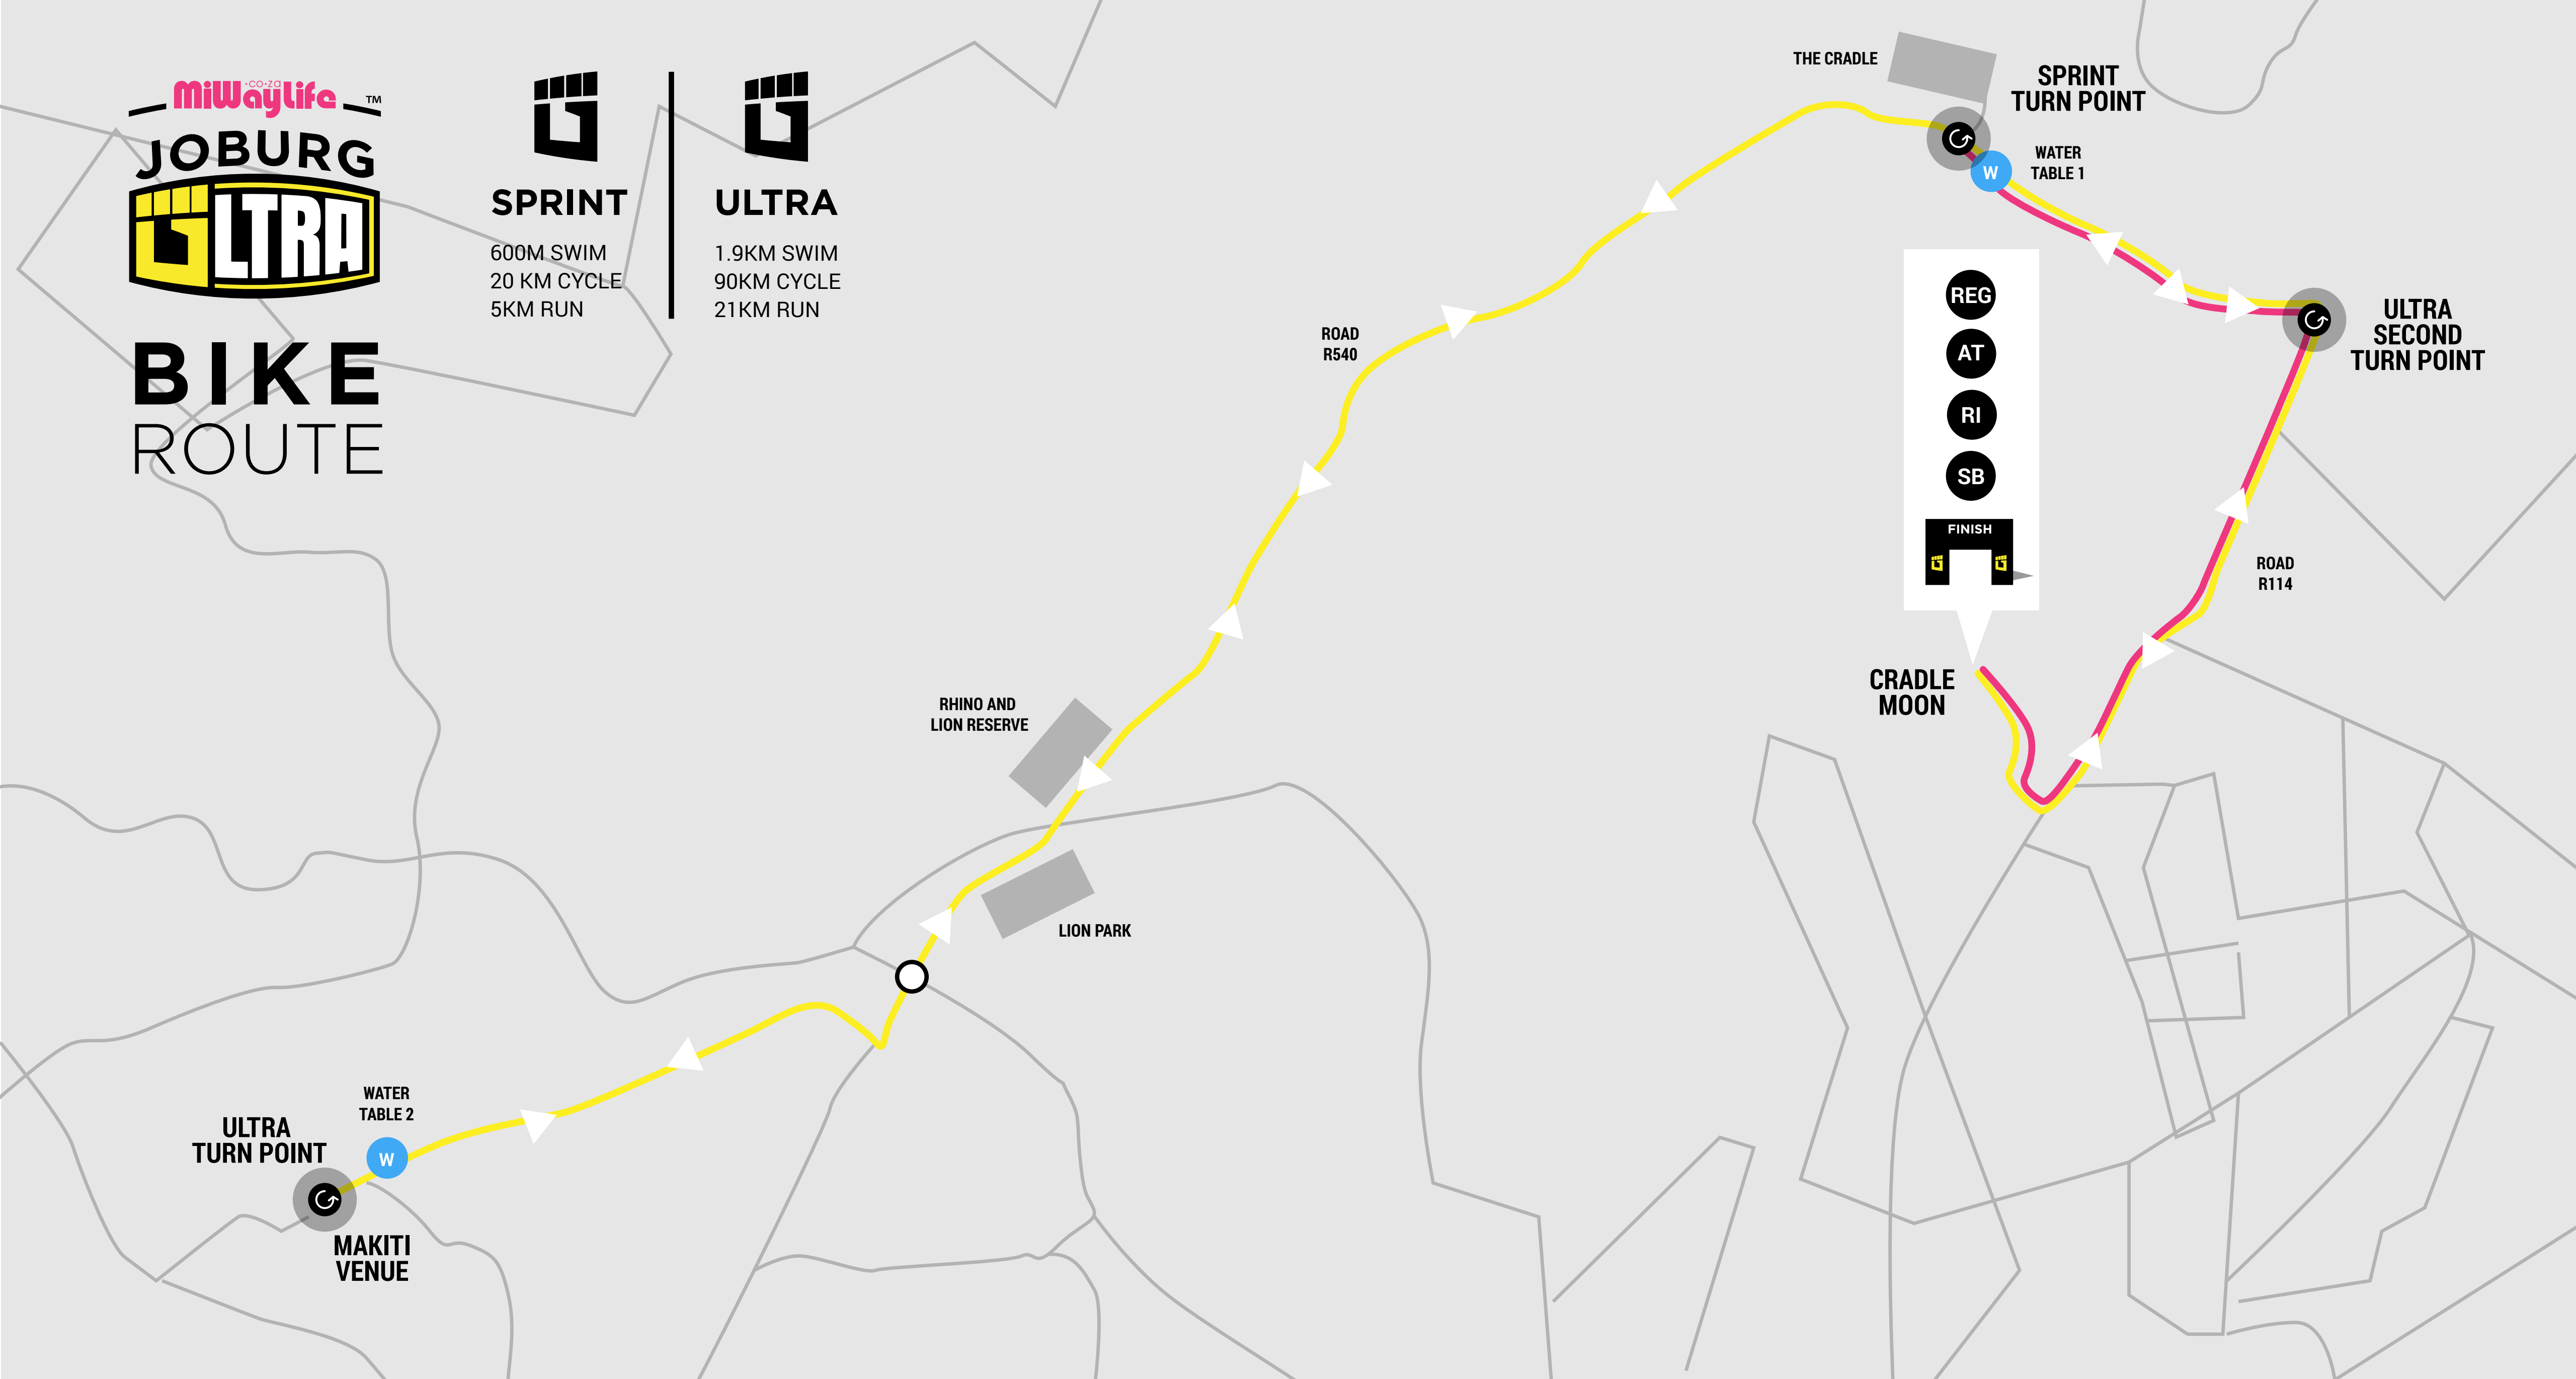 MiWayLife
.co.za
TM
JOBURG
ULTRA
BIKE
ROUTE
SPRINT
600M SWIM
20 KM CYCLE
5KM RUN
ULTRA
1.9KM SWIM
90KM CYCLE
21KM RUN
THE CRADLE
SPRINT
TURN POINT
W
WATER
TABLE 1
ULTRA
SECOND
TURN POINT
REG
AT
RI
SB
FINISH
CRADLE
MOON
ROAD
R114
ROAD
R540
RHINO AND
LION RESERVE
LION PARK
WATER
TABLE 2
W
ULTRA
TURN POINT
MAKITI
VENUE